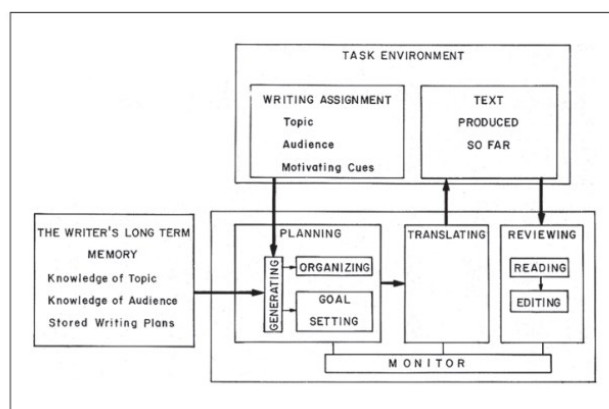 TASK ENVIRONMENT
WRITING ASSIGNMENT
Topic
Audience
Motivating Cues
TEXT
PRODUCED
SO FAR
THE WRITER'S LONG TERM
MEMORY
Knowledge of Topic
Knowledge of Audience
Stored Writing Plans
PLANNING
GENERATING
ORGANIZING
GOAL
SETTING
TRANSLATING
REVIEWING
READING
EDITING
MONITOR